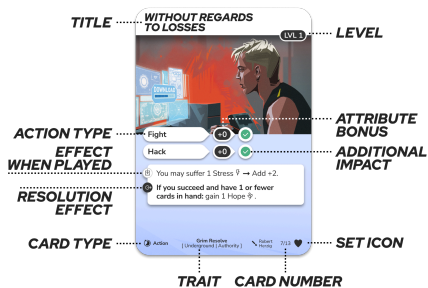 TITLE
WITHOUT REGARDS
TO LOSSES
LVL 1
LEVEL
DOWNLOAD
ACTION TYPE
Fight
+0
ATTRIBUTE
BONUS
EFFECT
WHEN PLAYED
Hack
+0
ADDITIONAL
IMPACT
You may suffer 1 Stress → Add +2.
RESOLUTION
EFFECT
If you succeed and have 1 or fewer
cards in hand: gain 1 Hope .
CARD TYPE
Action
Grim Resolve
[ Underground | Authority ]
Robert
Herzog
7/13
SET ICON
TRAIT
CARD NUMBER